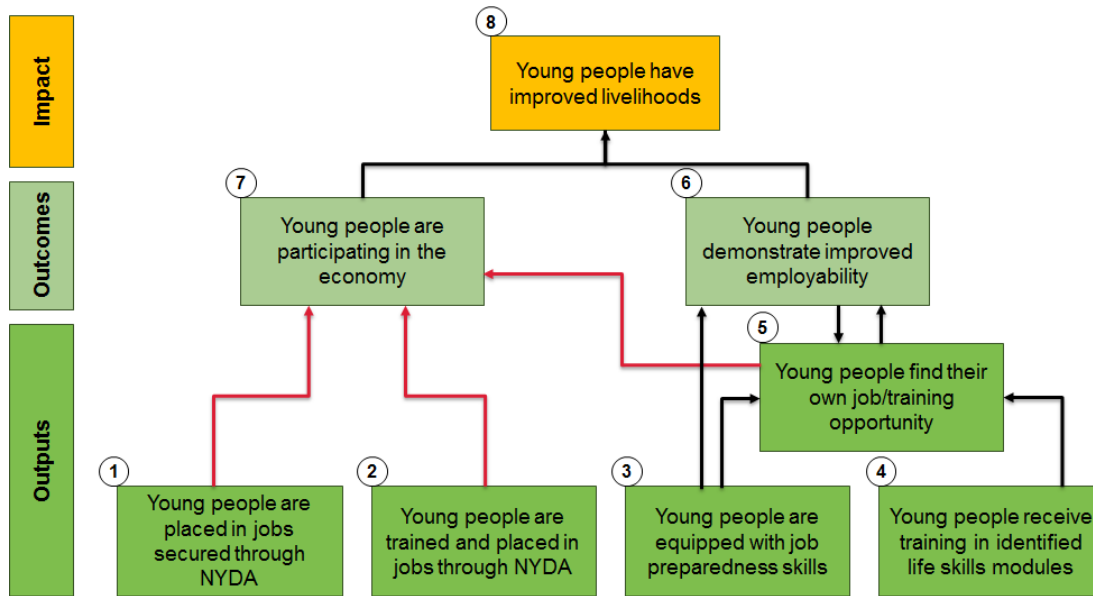 Impact
8
Young people have
improved livelihoods
Outcomes
7
Young people are
participating in the
economy
6
Young people
demonstrate improved
employability
Outputs
5
Young people find their
own job/training
opportunity
1
Young people are
placed in jobs
secured through
NYDA
2
Young people are
trained and placed in
jobs through NYDA
3
Young people are
equipped with job
preparedness skills
4
Young people receive
training in identified
life skills modules